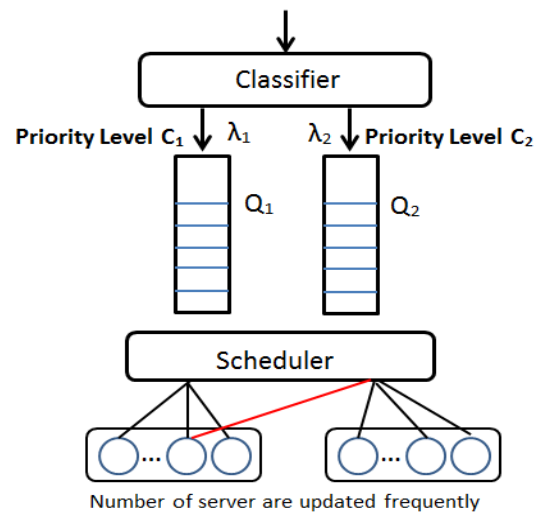 Classifier
Priority Level C₁ λ₁ λ₂ Priority Level C₂
Q₁ Q₂
Scheduler
... ...
Number of server are updated frequently